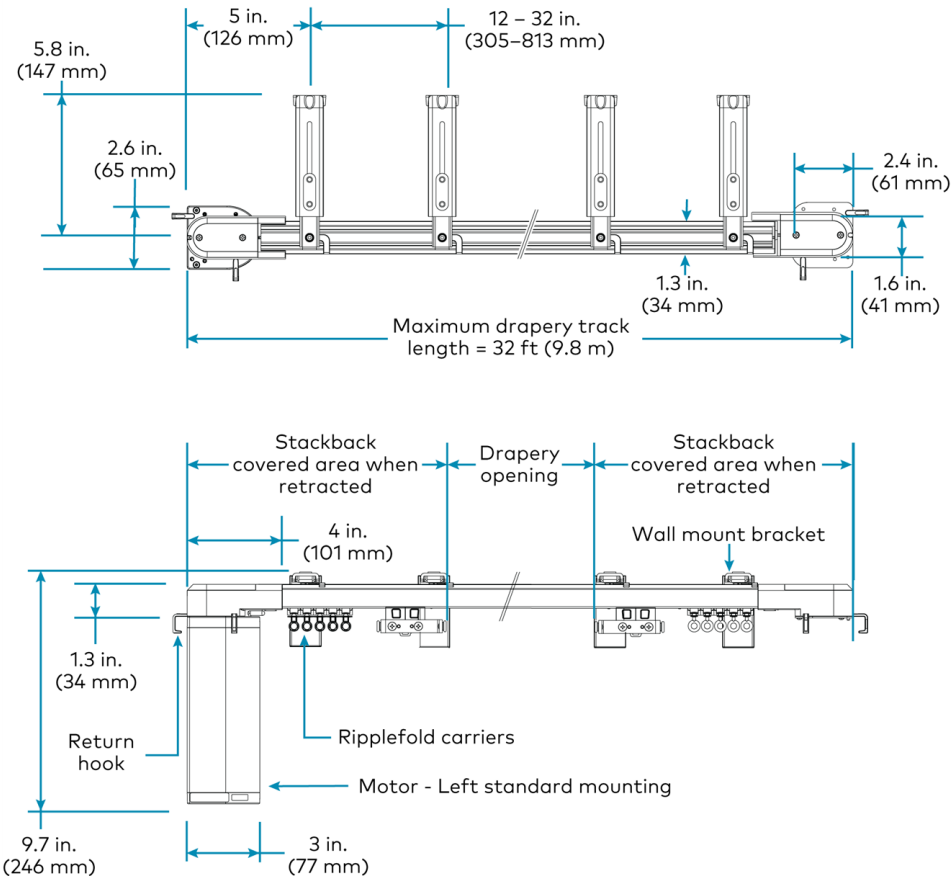 5 in.
(126 mm)
12 – 32 in.
(305–813 mm)
5.8 in.
(147 mm)
2.6 in.
(65 mm)
2.4 in.
(61 mm)
1.3 in.
(34 mm)
1.6 in.
(41 mm)
Maximum drapery track
length = 32 ft (9.8 m)
Stackback
covered area when
retracted
Drapery
opening
Stackback
covered area when
retracted
4 in.
(101 mm)
Wall mount bracket
1.3 in.
(34 mm)
Return
hook
Ripplefold carriers
Motor - Left standard mounting
9.7 in.
(246 mm)
3 in.
(77 mm)